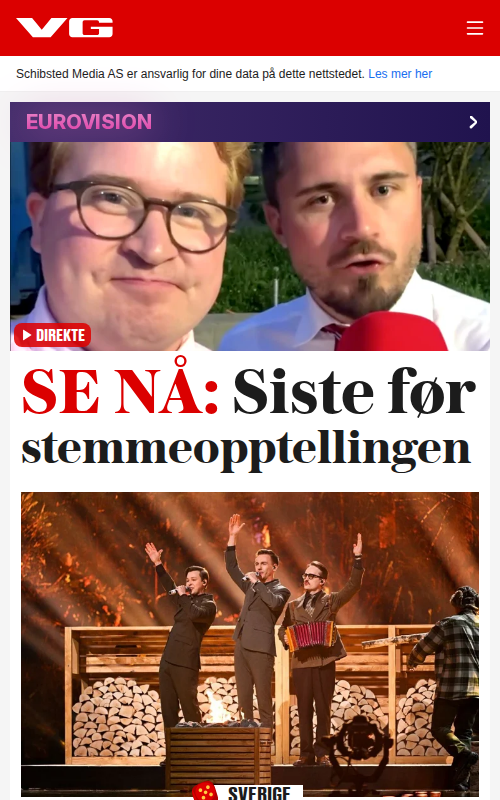 VG
Schibsted Media AS er ansvarlig for dine data på dette nettstedet. Les mer her
EUROVISION
DIREKTE
SE NÅ: Siste før
stemmeopptellingen
SVERIGE